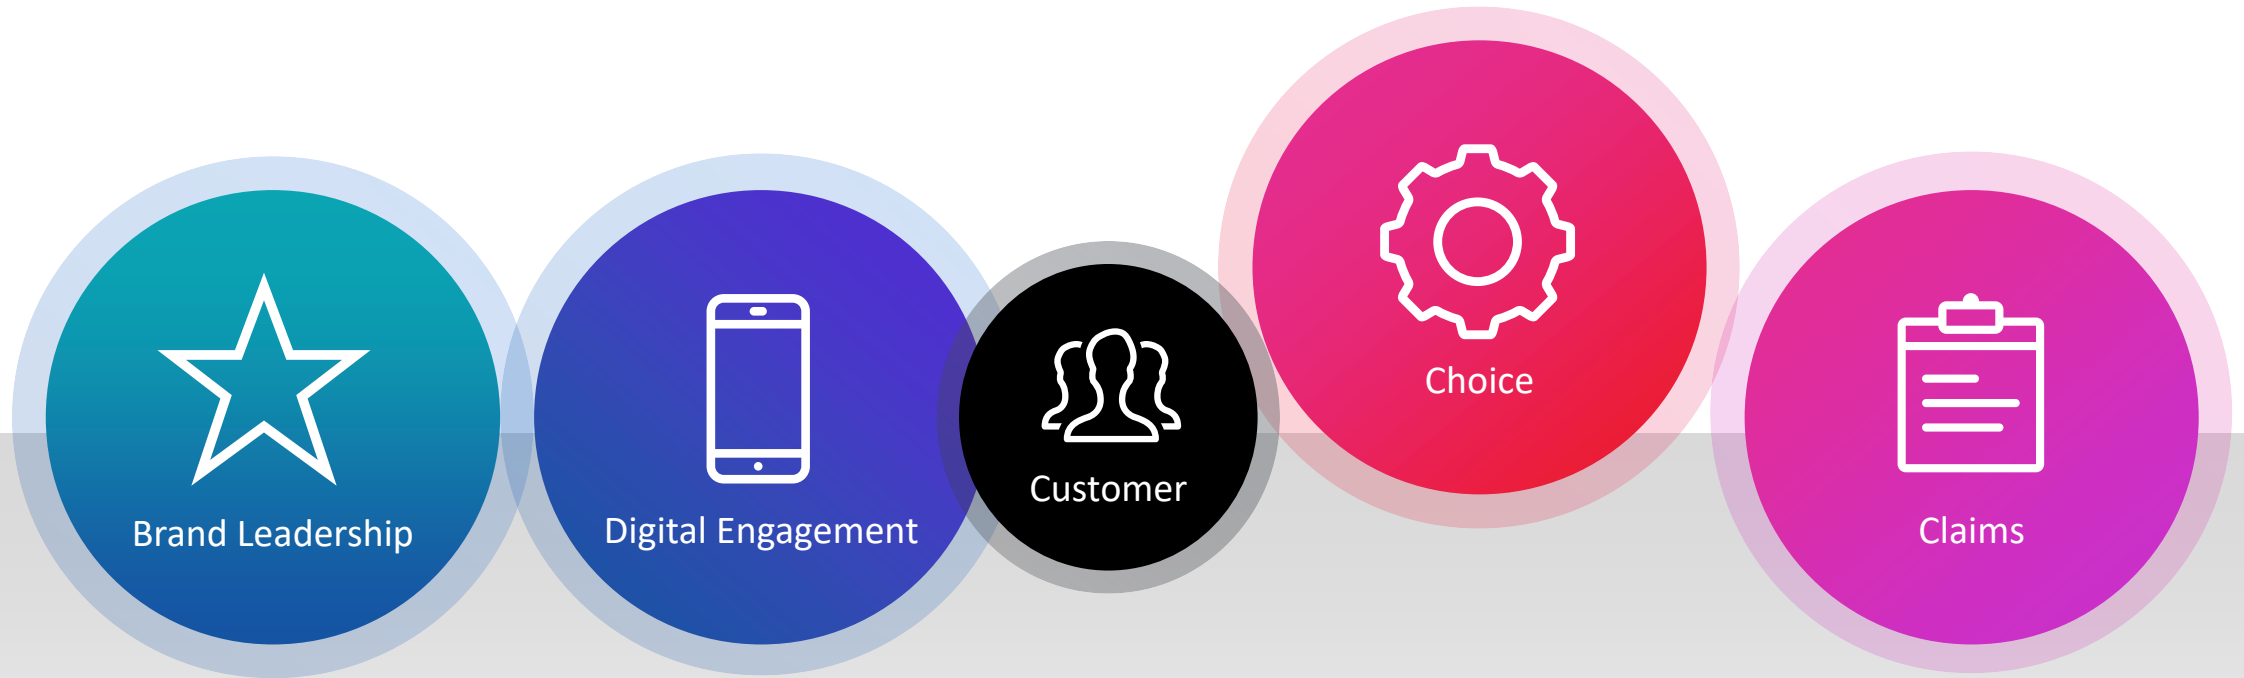 Brand Leadership
Digital Engagement
Customer
Choice
Claims